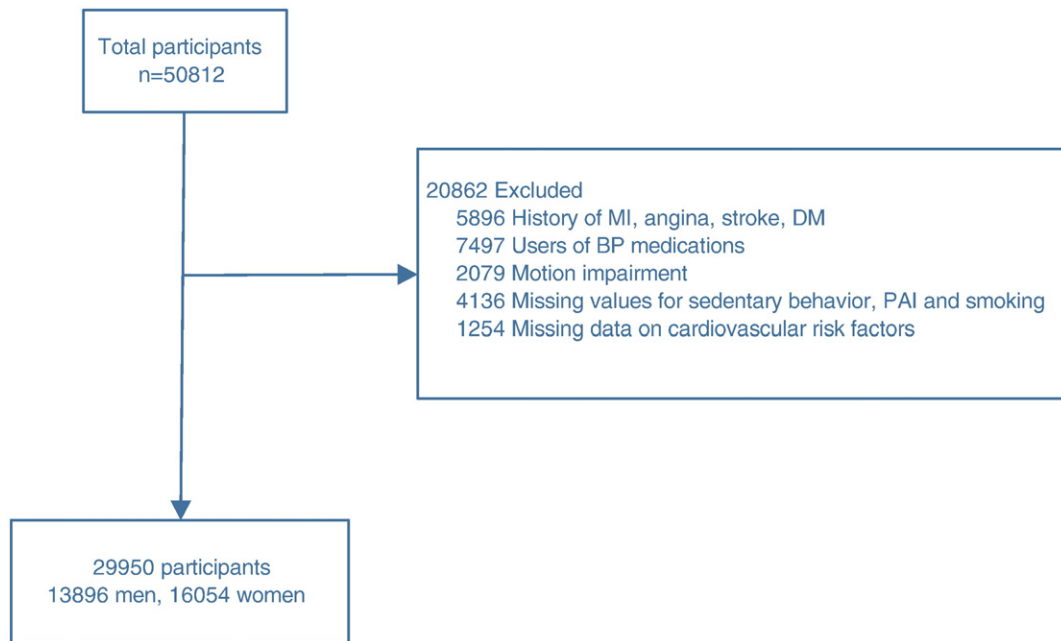 Total participants
n=50812
20862 Excluded
5896 History of MI, angina, stroke, DM
7497 Users of BP medications
2079 Motion impairment
4136 Missing values for sedentary behavior, PAI and smoking
1254 Missing data on cardiovascular risk factors
29950 participants
13896 men, 16054 women